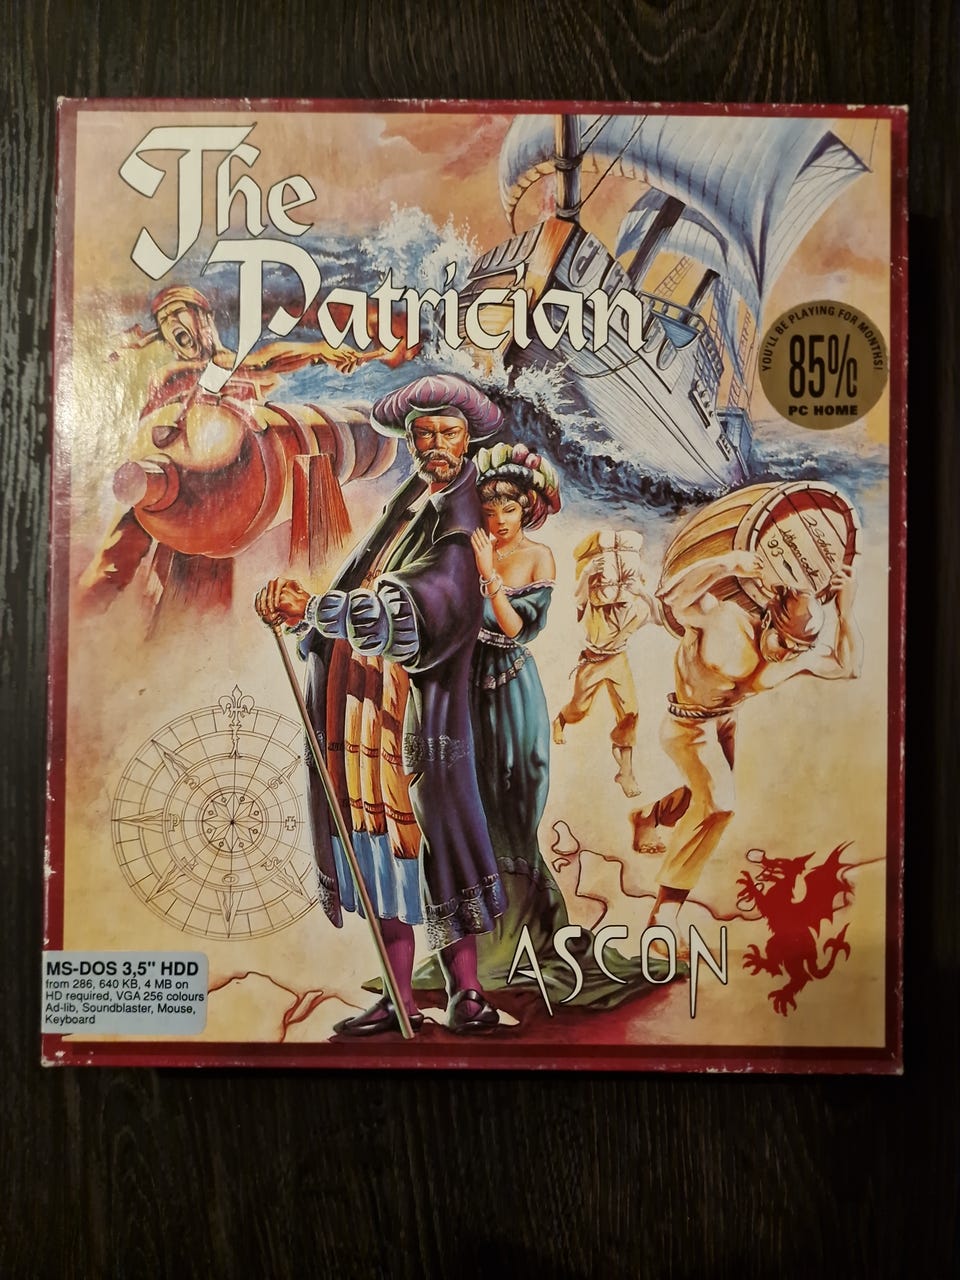 The
Patrician
YOU'LL BE PLAYING FOR MONTHS!
85%
PC HOME
'93
ASCON
MS-DOS 3,5" HDD
from 286, 640 KB, 4 MB on
HD required, VGA 256 colours
Ad-lib, Soundblaster, Mouse,
Keyboard